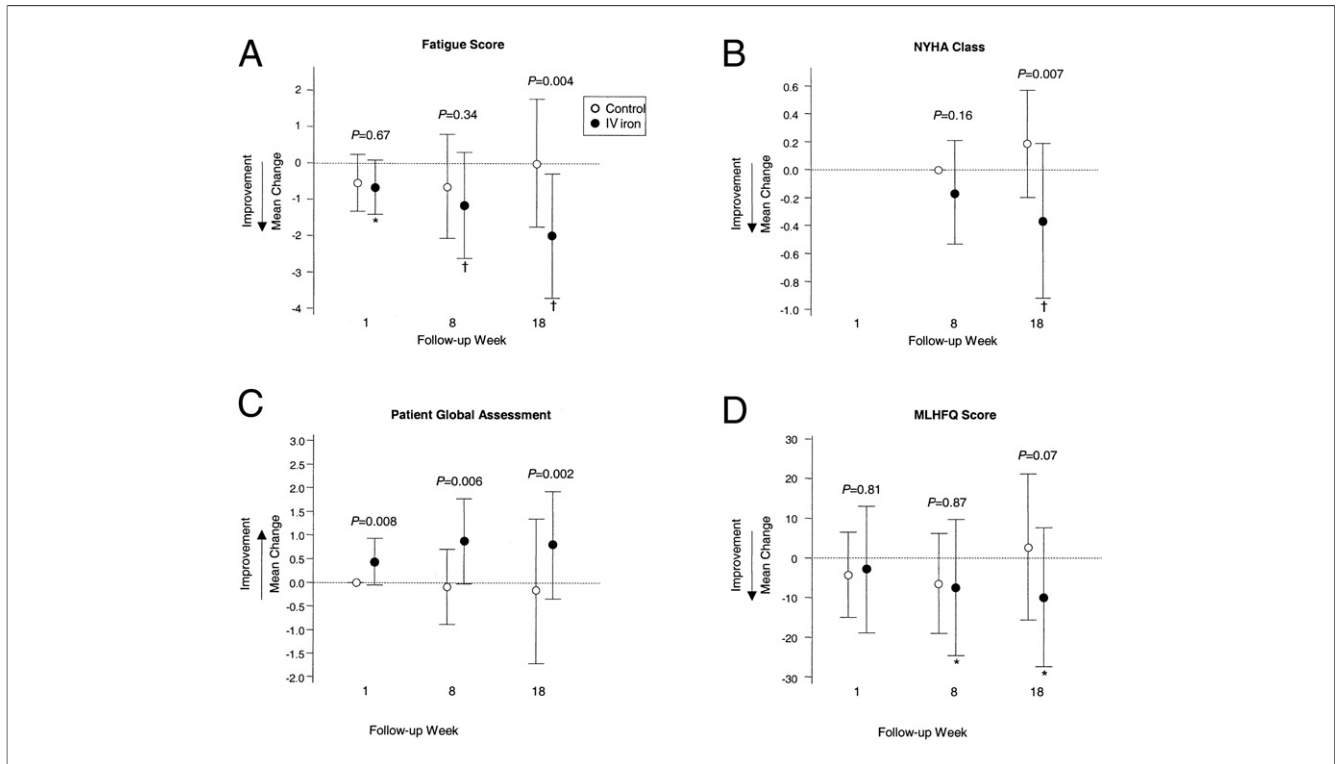 A
Fatigue Score
P=0.004
P=0.34
P=0.67
Control
IV iron
2
1
0
-1
-2
-3
-4
Improvement
Mean Change
*
†
†
1 8 18
Follow-up Week
B
NYHA Class
P=0.007
P=0.16
0.6
0.4
0.2
0.0
-0.2
-0.4
-0.6
-0.8
-1.0
Improvement
Mean Change
†
1 8 18
Follow-up Week
C
Patient Global Assessment
P=0.008
P=0.006
P=0.002
3.0
2.5
2.0
1.5
1.0
0.5
0.0
-0.5
-1.0
-1.5
-2.0
Improvement
Mean Change
1 8 18
Follow-up Week
D
MLHFQ Score
P=0.81
P=0.87
P=0.07
30
20
10
0
-10
-20
-30
Improvement
Mean Change
*
*
1 8 18
Follow-up Week